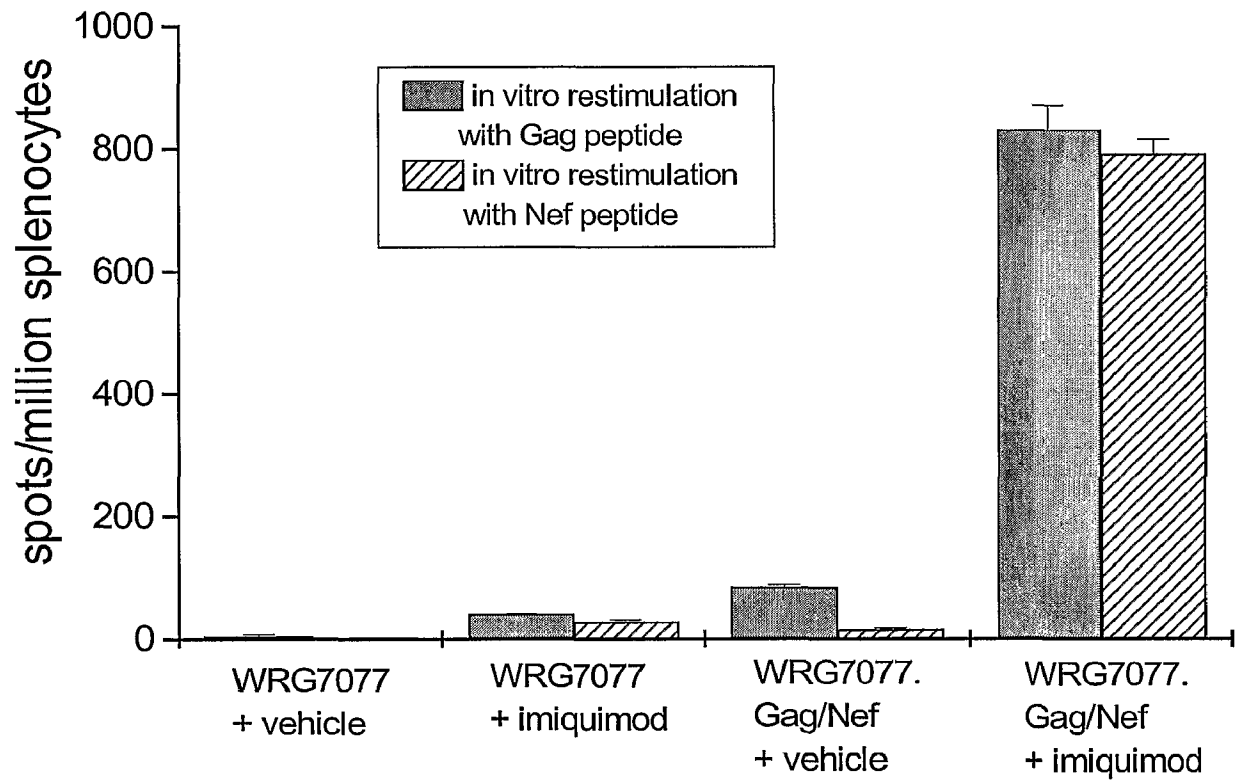 1000
800
600
400
200
0
spots/million splenocytes
in vitro restimulation
with Gag peptide
in vitro restimulation
with Nef peptide
WRG7077
+ vehicle
WRG7077
+ imiquimod
WRG7077.
Gag/Nef
+ vehicle
WRG7077.
Gag/Nef
+ imiquimod